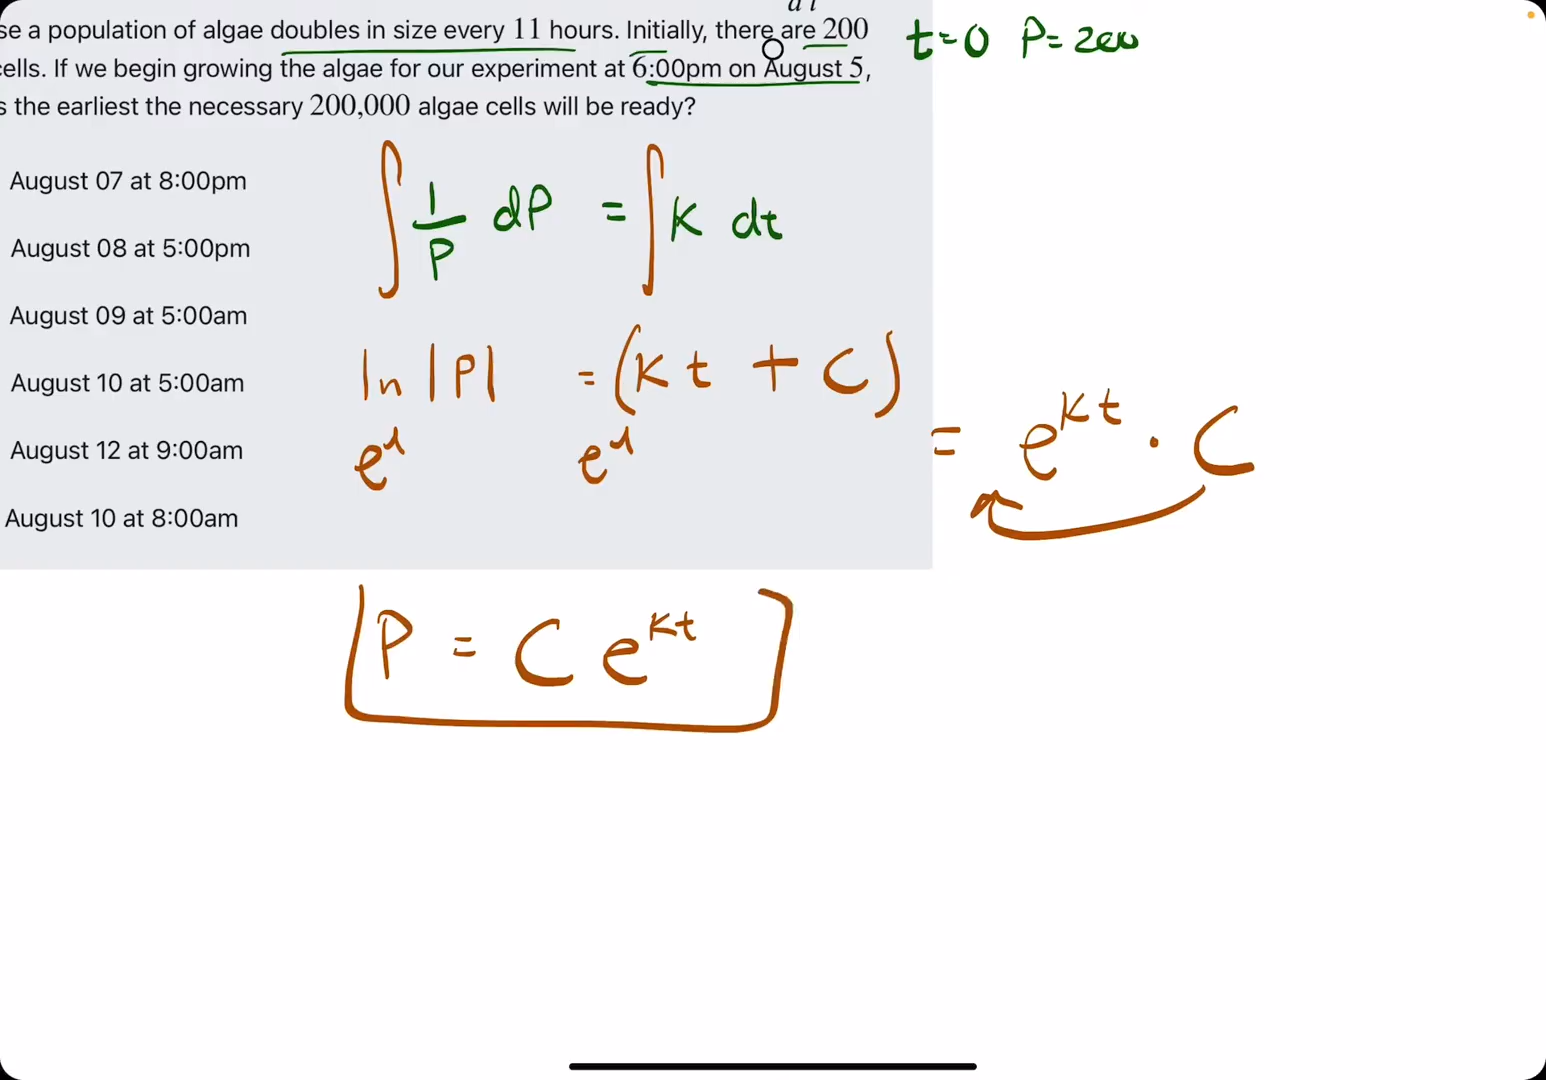 se a population of algae doubles in size every 11 hours. Initially, there are 200
cells. If we begin growing the algae for our experiment at 6:00pm on August 5,
s the earliest the necessary 200,000 algae cells will be ready?
t=0 P=200
August 07 at 8:00pm
August 08 at 5:00pm
August 09 at 5:00am
August 10 at 5:00am
August 12 at 9:00am
August 10 at 8:00am
∫ 1/P dP = ∫ K dt
ln |P| = (Kt + C)
e e = e^{Kt} · C
P = C e^{Kt}